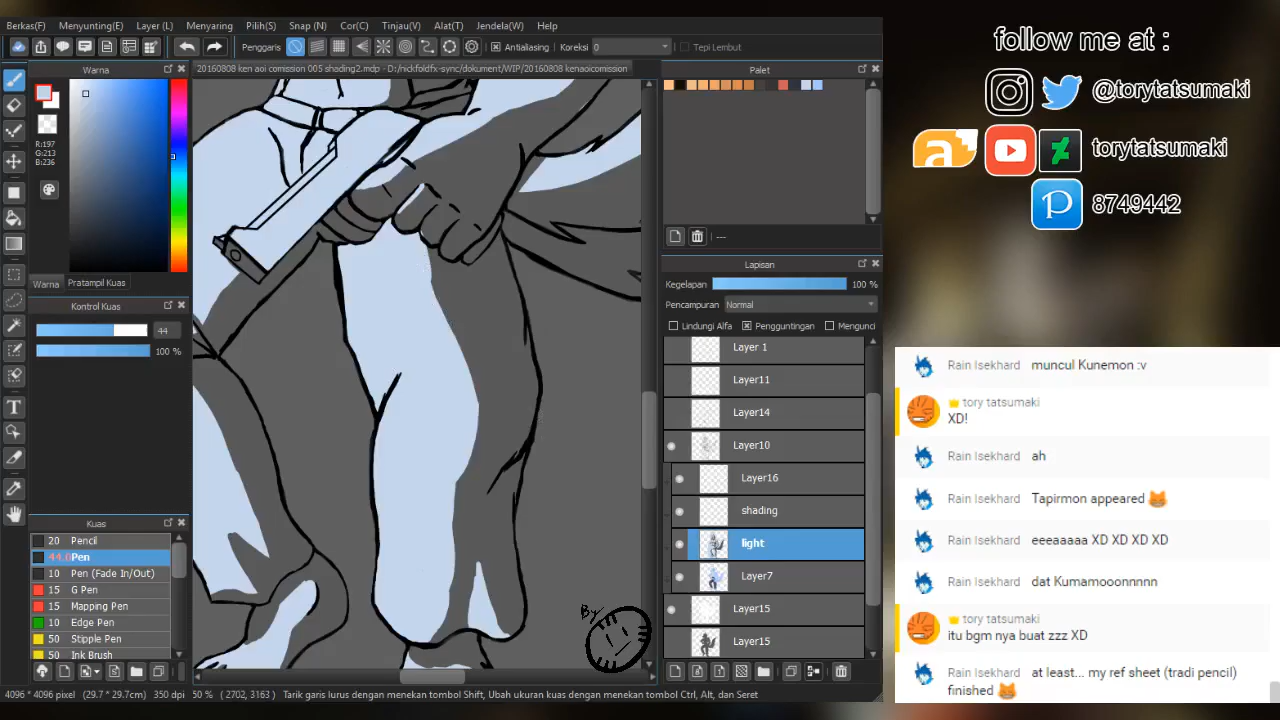 Berkas(F) Menyunting(E) Layer (L) Menyaring Pilih(S) Snap (N) Cor(C) Tinjau(V) Alat(T) Jendela(W) Help
Penggaris Antialiasing Koreksi 0 Tepi Lembut
Warna
R:197
G:213
B:236
Warna Pratampil Kuas
Kontrol Kuas
44
100 %
Kuas
20 Pencil
44.0 Pen
10 Pen (Fade In/Out)
15 G Pen
15 Mapping Pen
10 Edge Pen
50 Stipple Pen
50 Ink Brush
20160808 ken aoi comission 005 shading2.mdp - D:/nickfoldfx-sync/dokument/WIP/20160808 kenaoicomission
By
Palet
---
Lapisan
Kegelapan 100 %
Pencampuran Normal
Lindungi Alfa Pengguntingan Mengunci
Layer 1
Layer11
Layer14
Layer10
Layer16
shading
light
Layer7
Layer15
Layer15
4096 * 4096 pixel (29.7 * 29.7cm) 350 dpi 50 % (2702, 3163) Tarik garis lurus dengan menekan tombol Shift, Ubah ukuran kuas dengan menekan tombol Ctrl, Alt, dan Seret
follow me at :
@torytatsumaki
a torytatsumaki
P 8749442
Rain Isekhard muncul Kunemon :v
tory tatsumaki
XD!
Rain Isekhard ah
Rain Isekhard Tapirmon appeared
Rain Isekhard eeeaaaaa XD XD XD XD
Rain Isekhard dat Kumamooonnnnn
tory tatsumaki
itu bgm nya buat zzz XD
Rain Isekhard at least... my ref sheet (tradi pencil)
finished